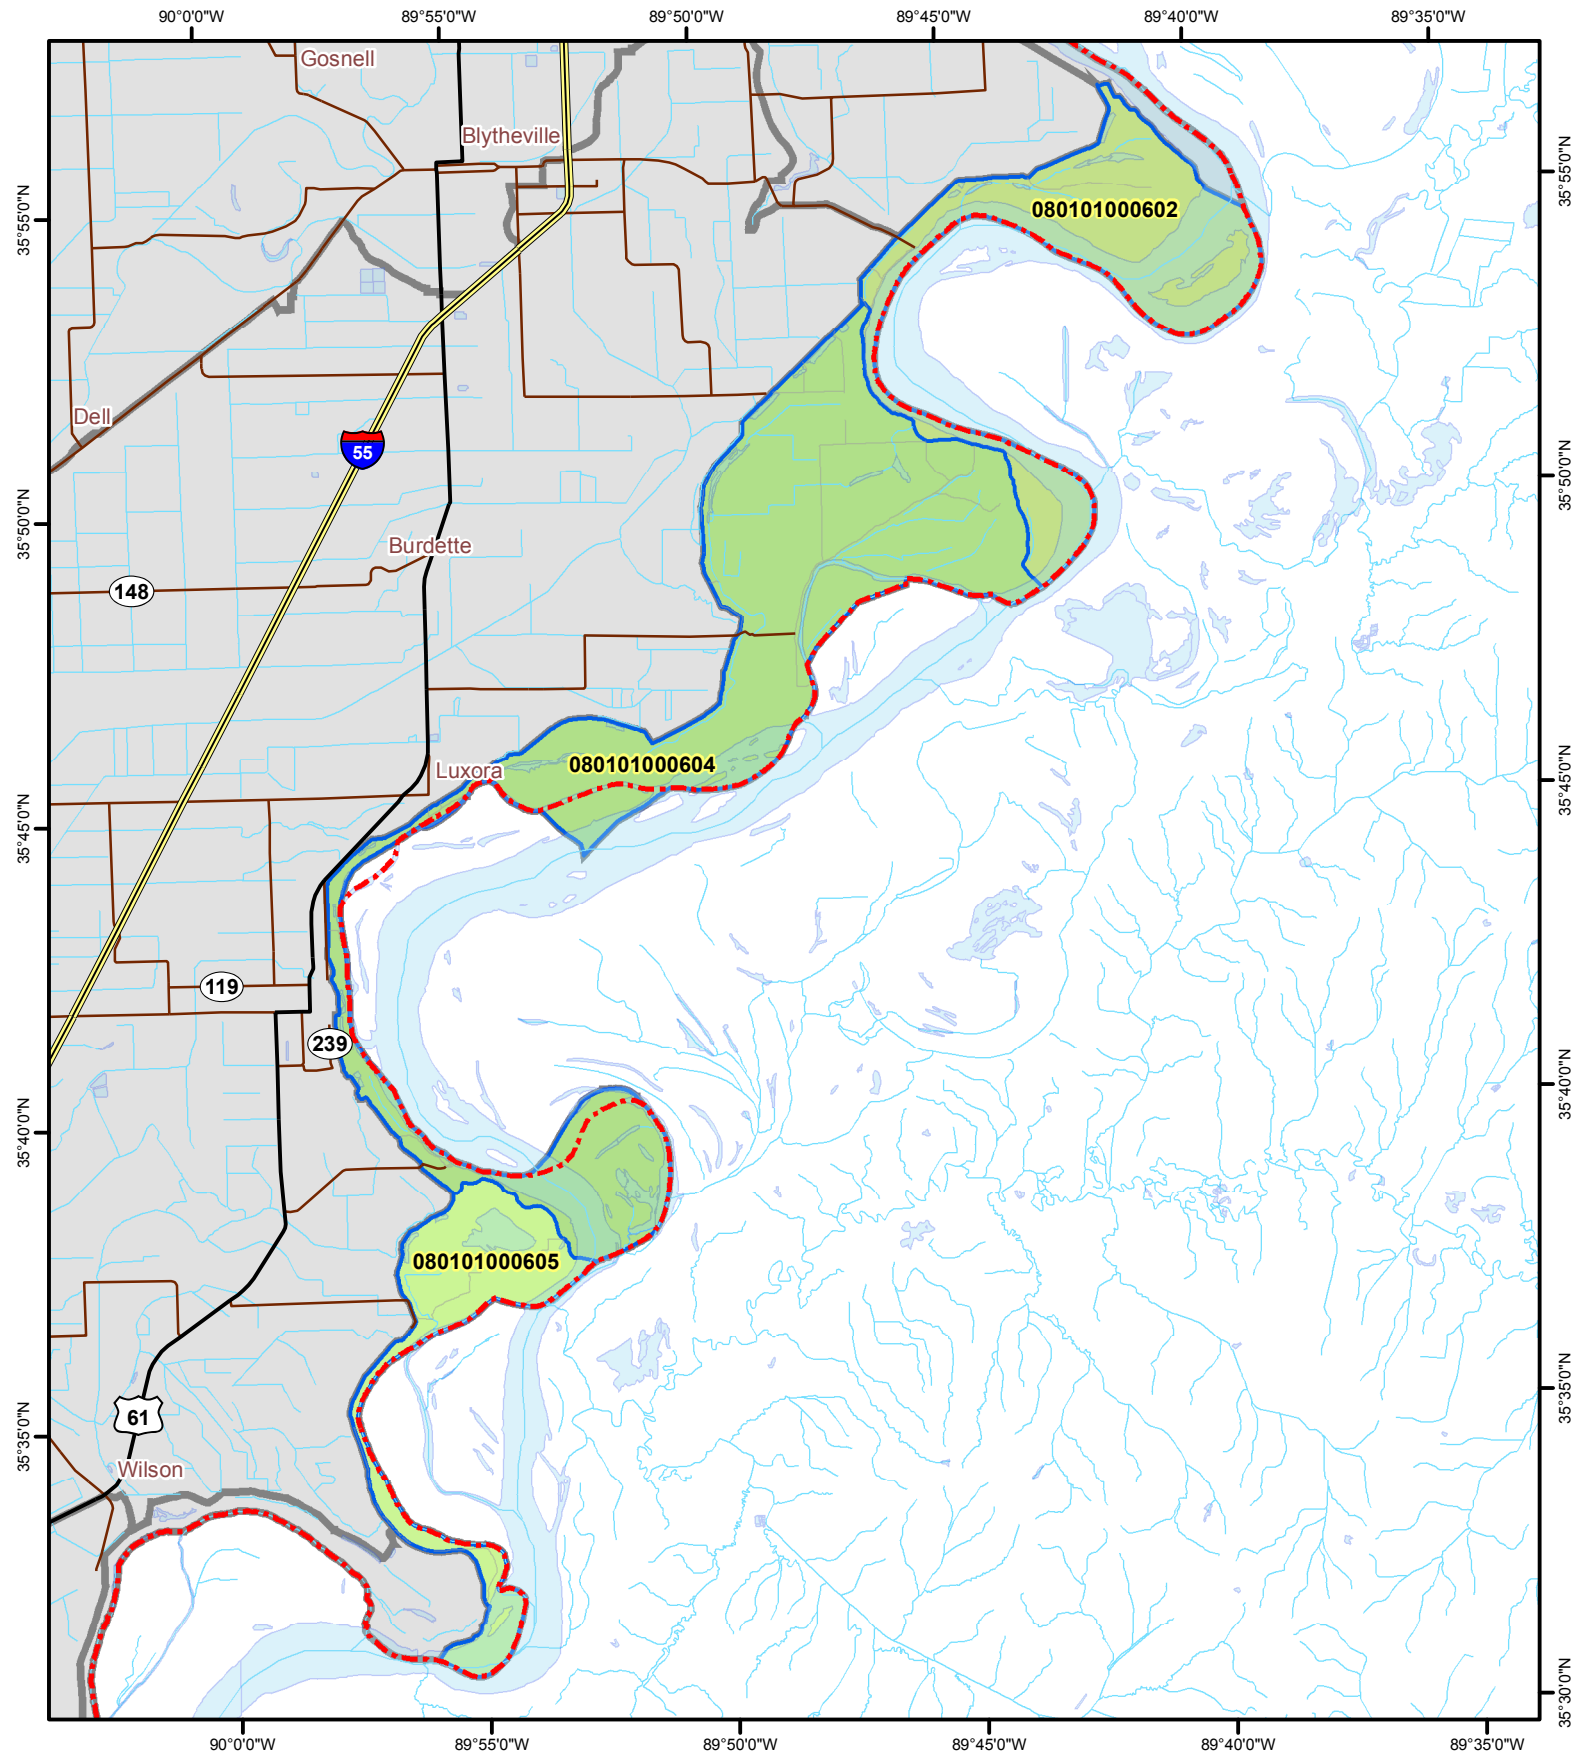 90°0'0"W 89°55'0"W 89°50'0"W 89°45'0"W 89°40'0"W 89°35'0"W
Gosnell
Blytheville
35°55'0"N
35°55'0"N
080101000602
Dell
55
35°50'0"N
35°50'0"N
Burdette
148
080101000604
Luxora
35°45'0"N
35°45'0"N
119
239
35°40'0"N
35°40'0"N
080101000605
35°35'0"N
61
35°35'0"N
Wilson
35°30'0"N
90°0'0"W 89°55'0"W 89°50'0"W 89°45'0"W 89°40'0"W 89°35'0"W